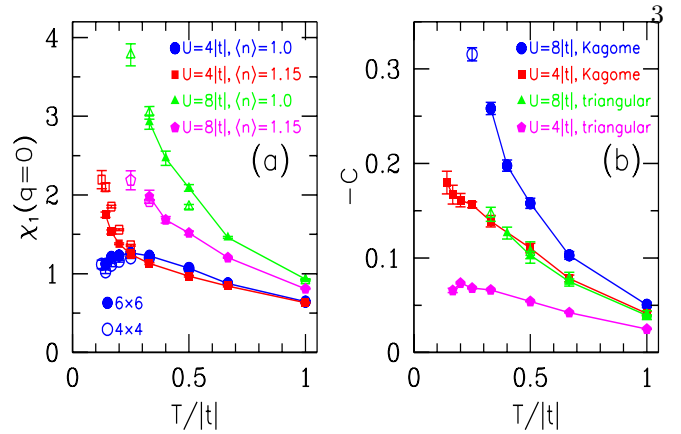 3
U=4|t|, ⟨n⟩=1.0
U=4|t|, ⟨n⟩=1.15
U=8|t|, ⟨n⟩=1.0
U=8|t|, ⟨n⟩=1.15
(a)
6×6
4×4
χ₁(q=0)
0
1
2
3
4
0
0.5
1
T/|t|
U=8|t|, Kagome
U=4|t|, Kagome
U=8|t|, triangular
U=4|t|, triangular
(b)
−C
0
0.1
0.2
0.3
0
0.5
1
T/|t|